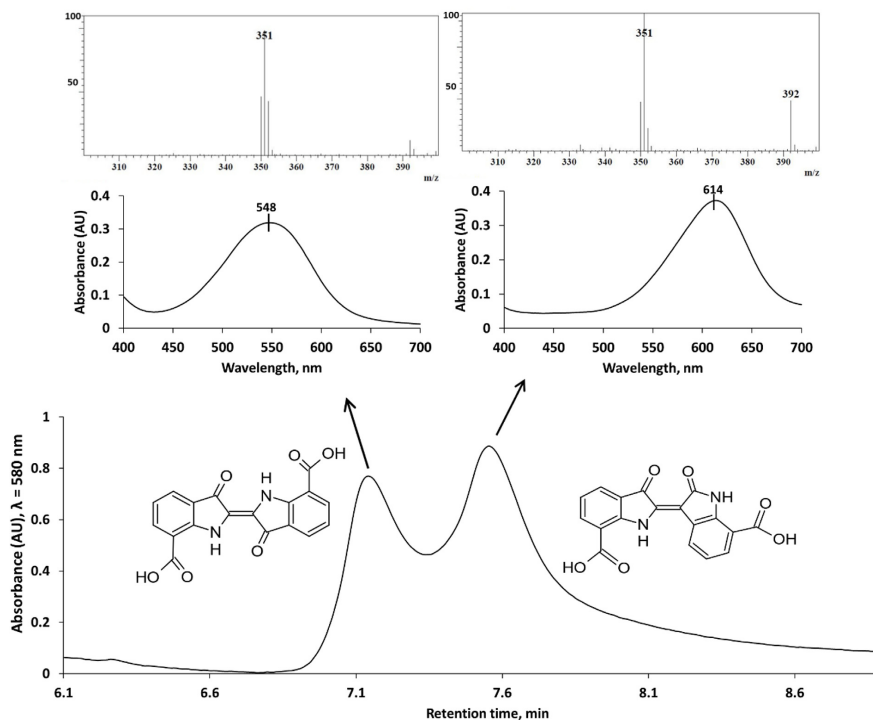 100
351
50
310 320 330 340 350 360 370 380 390
m/z
100
351
392
50
310 320 330 340 350 360 370 380 390
m/z
Absorbance (AU)
0.4
0.3
0.2
0.1
0
548
400 450 500 550 600 650 700
Wavelength, nm
Absorbance (AU)
0.4
0.3
0.2
0.1
0
614
400 450 500 550 600 650 700
Wavelength, nm
Absorbance (AU), λ = 580 nm
1
0.8
0.6
0.4
0.2
0
O
OH
O
H
N
N
H
O
HO
O
O
O
NH
N
H
O
OH
HO
O
6.1 6.6 7.1 7.6 8.1 8.6
Retention time, min